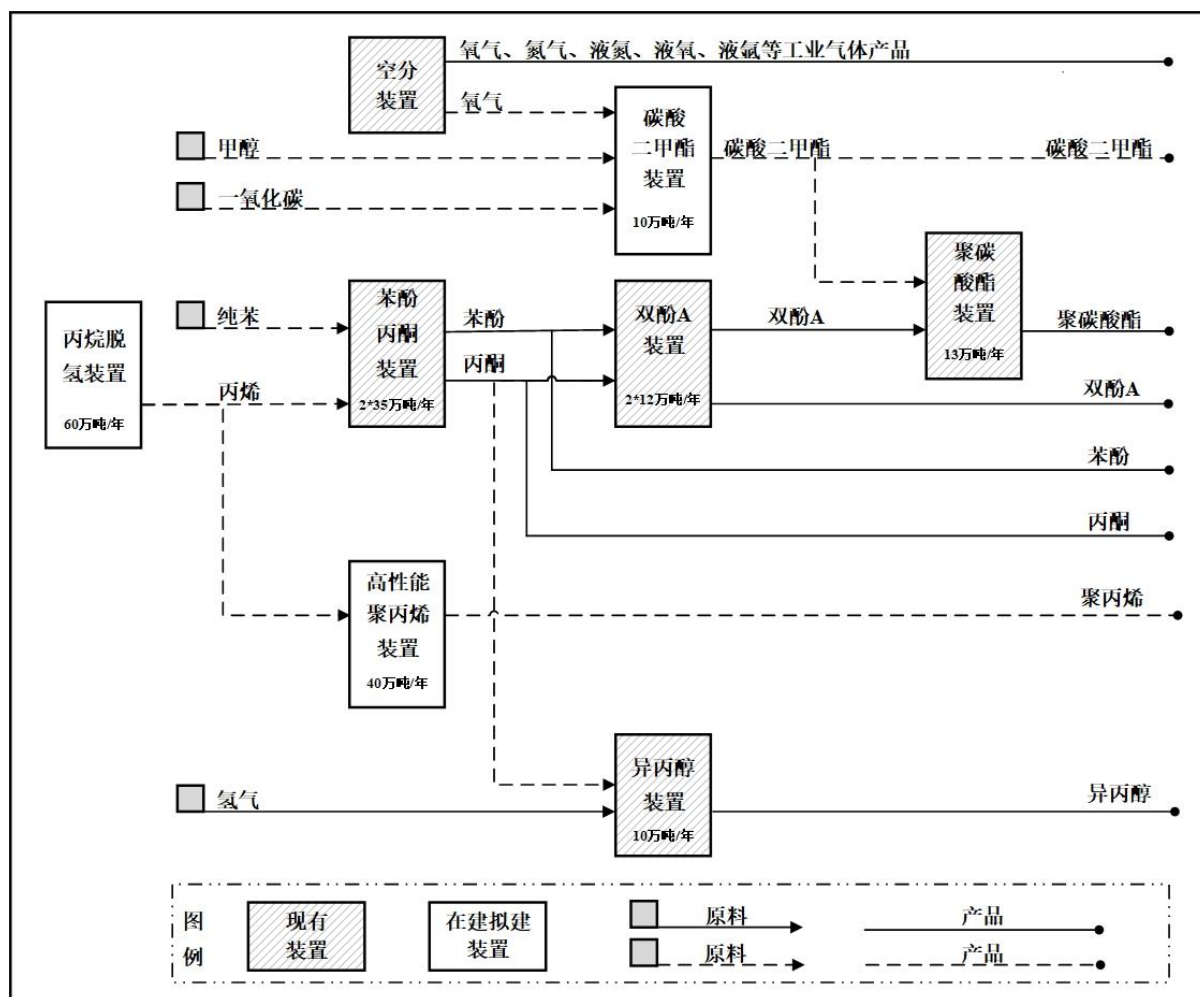 氧气、氮气、液氮、液氧、液氩等工业气体产品
空分
装置
氧气
碳酸
二甲酯
装置
10万吨/年
甲醇
碳酸二甲酯
碳酸二甲酯
一氧化碳
聚碳
酸酯
装置
13万吨/年
纯苯
苯酚
丙酮
装置
2*35万吨/年
苯酚
丙酮
双酚A
装置
2*12万吨/年
双酚A
聚碳酸酯
丙烷脱
氢装置
60万吨/年
丙烯
双酚A
苯酚
丙酮
高性能
聚丙烯
装置
40万吨/年
聚丙烯
异丙醇
装置
10万吨/年
氢气
异丙醇
图
例
现有
装置
在建拟建
装置
原料
产品
原料
产品